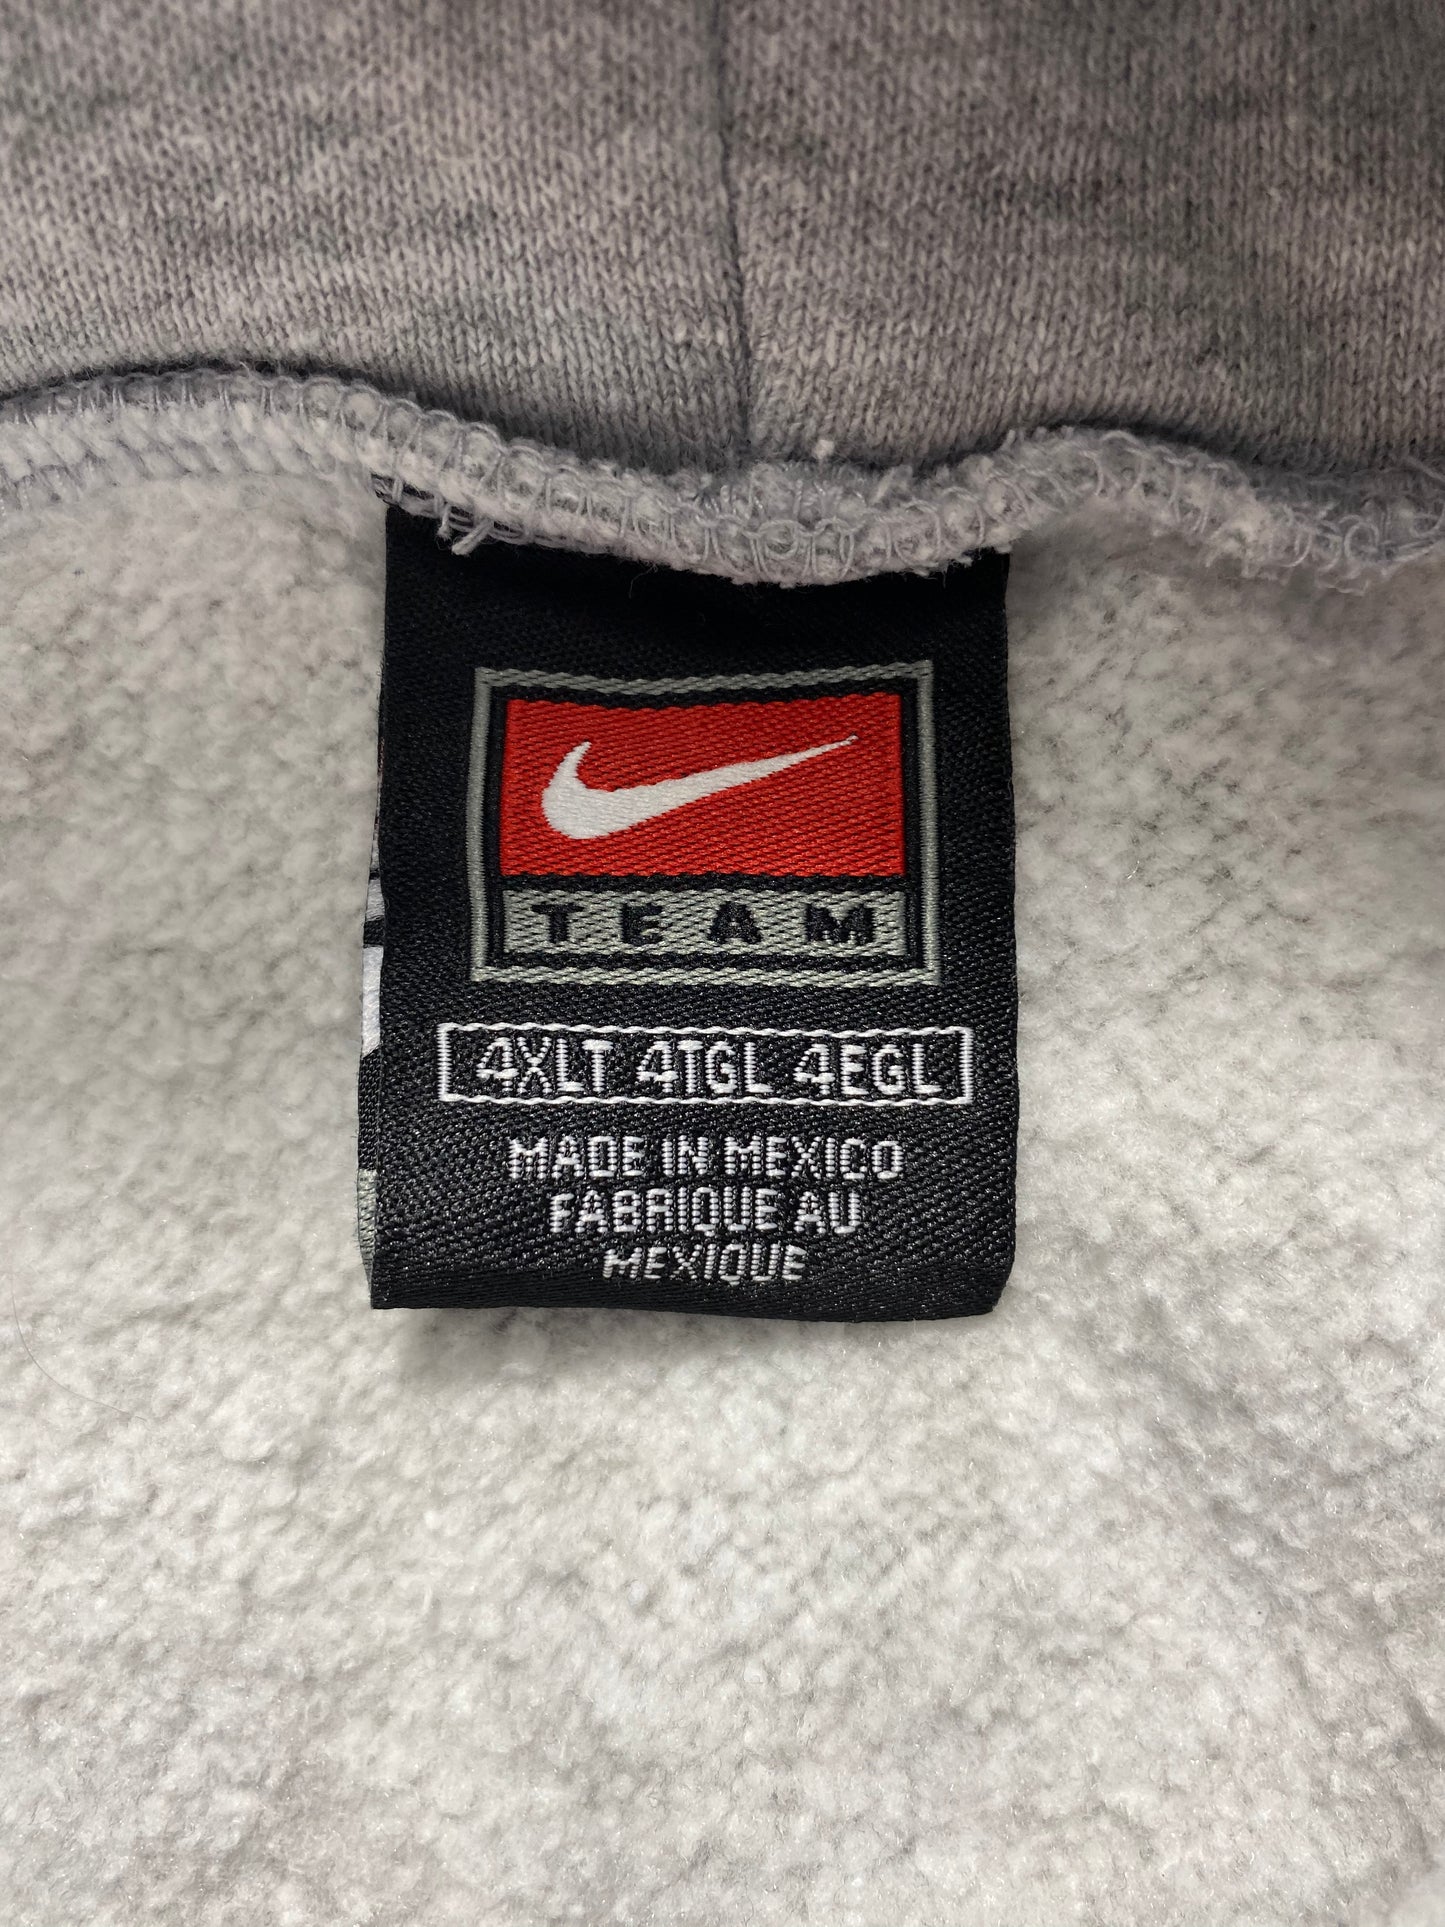 TEAM
4XLT 4TGL 4EGL
MADE IN MEXICO
FABRIQUE AU
MEXIQUE